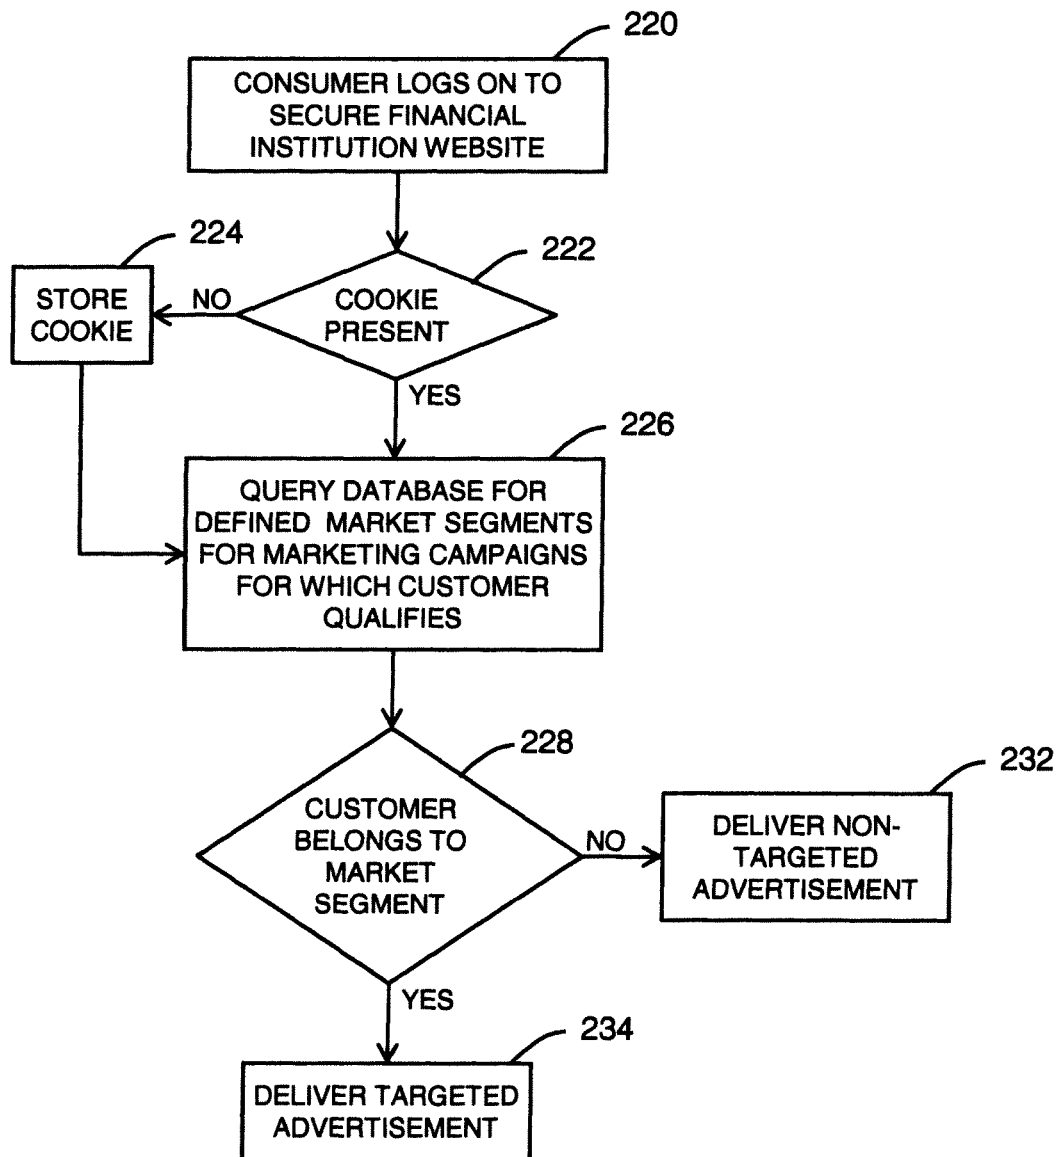 220
CONSUMER LOGS ON TO
SECURE FINANCIAL
INSTITUTION WEBSITE
224
222
STORE
COOKIE
NO
COOKIE
PRESENT
YES
226
QUERY DATABASE FOR
DEFINED MARKET SEGMENTS
FOR MARKETING CAMPAIGNS
FOR WHICH CUSTOMER
QUALIFIES
228
232
CUSTOMER
BELONGS TO
MARKET
SEGMENT
NO
DELIVER NON-
TARGETED
ADVERTISEMENT
YES
234
DELIVER TARGETED
ADVERTISEMENT